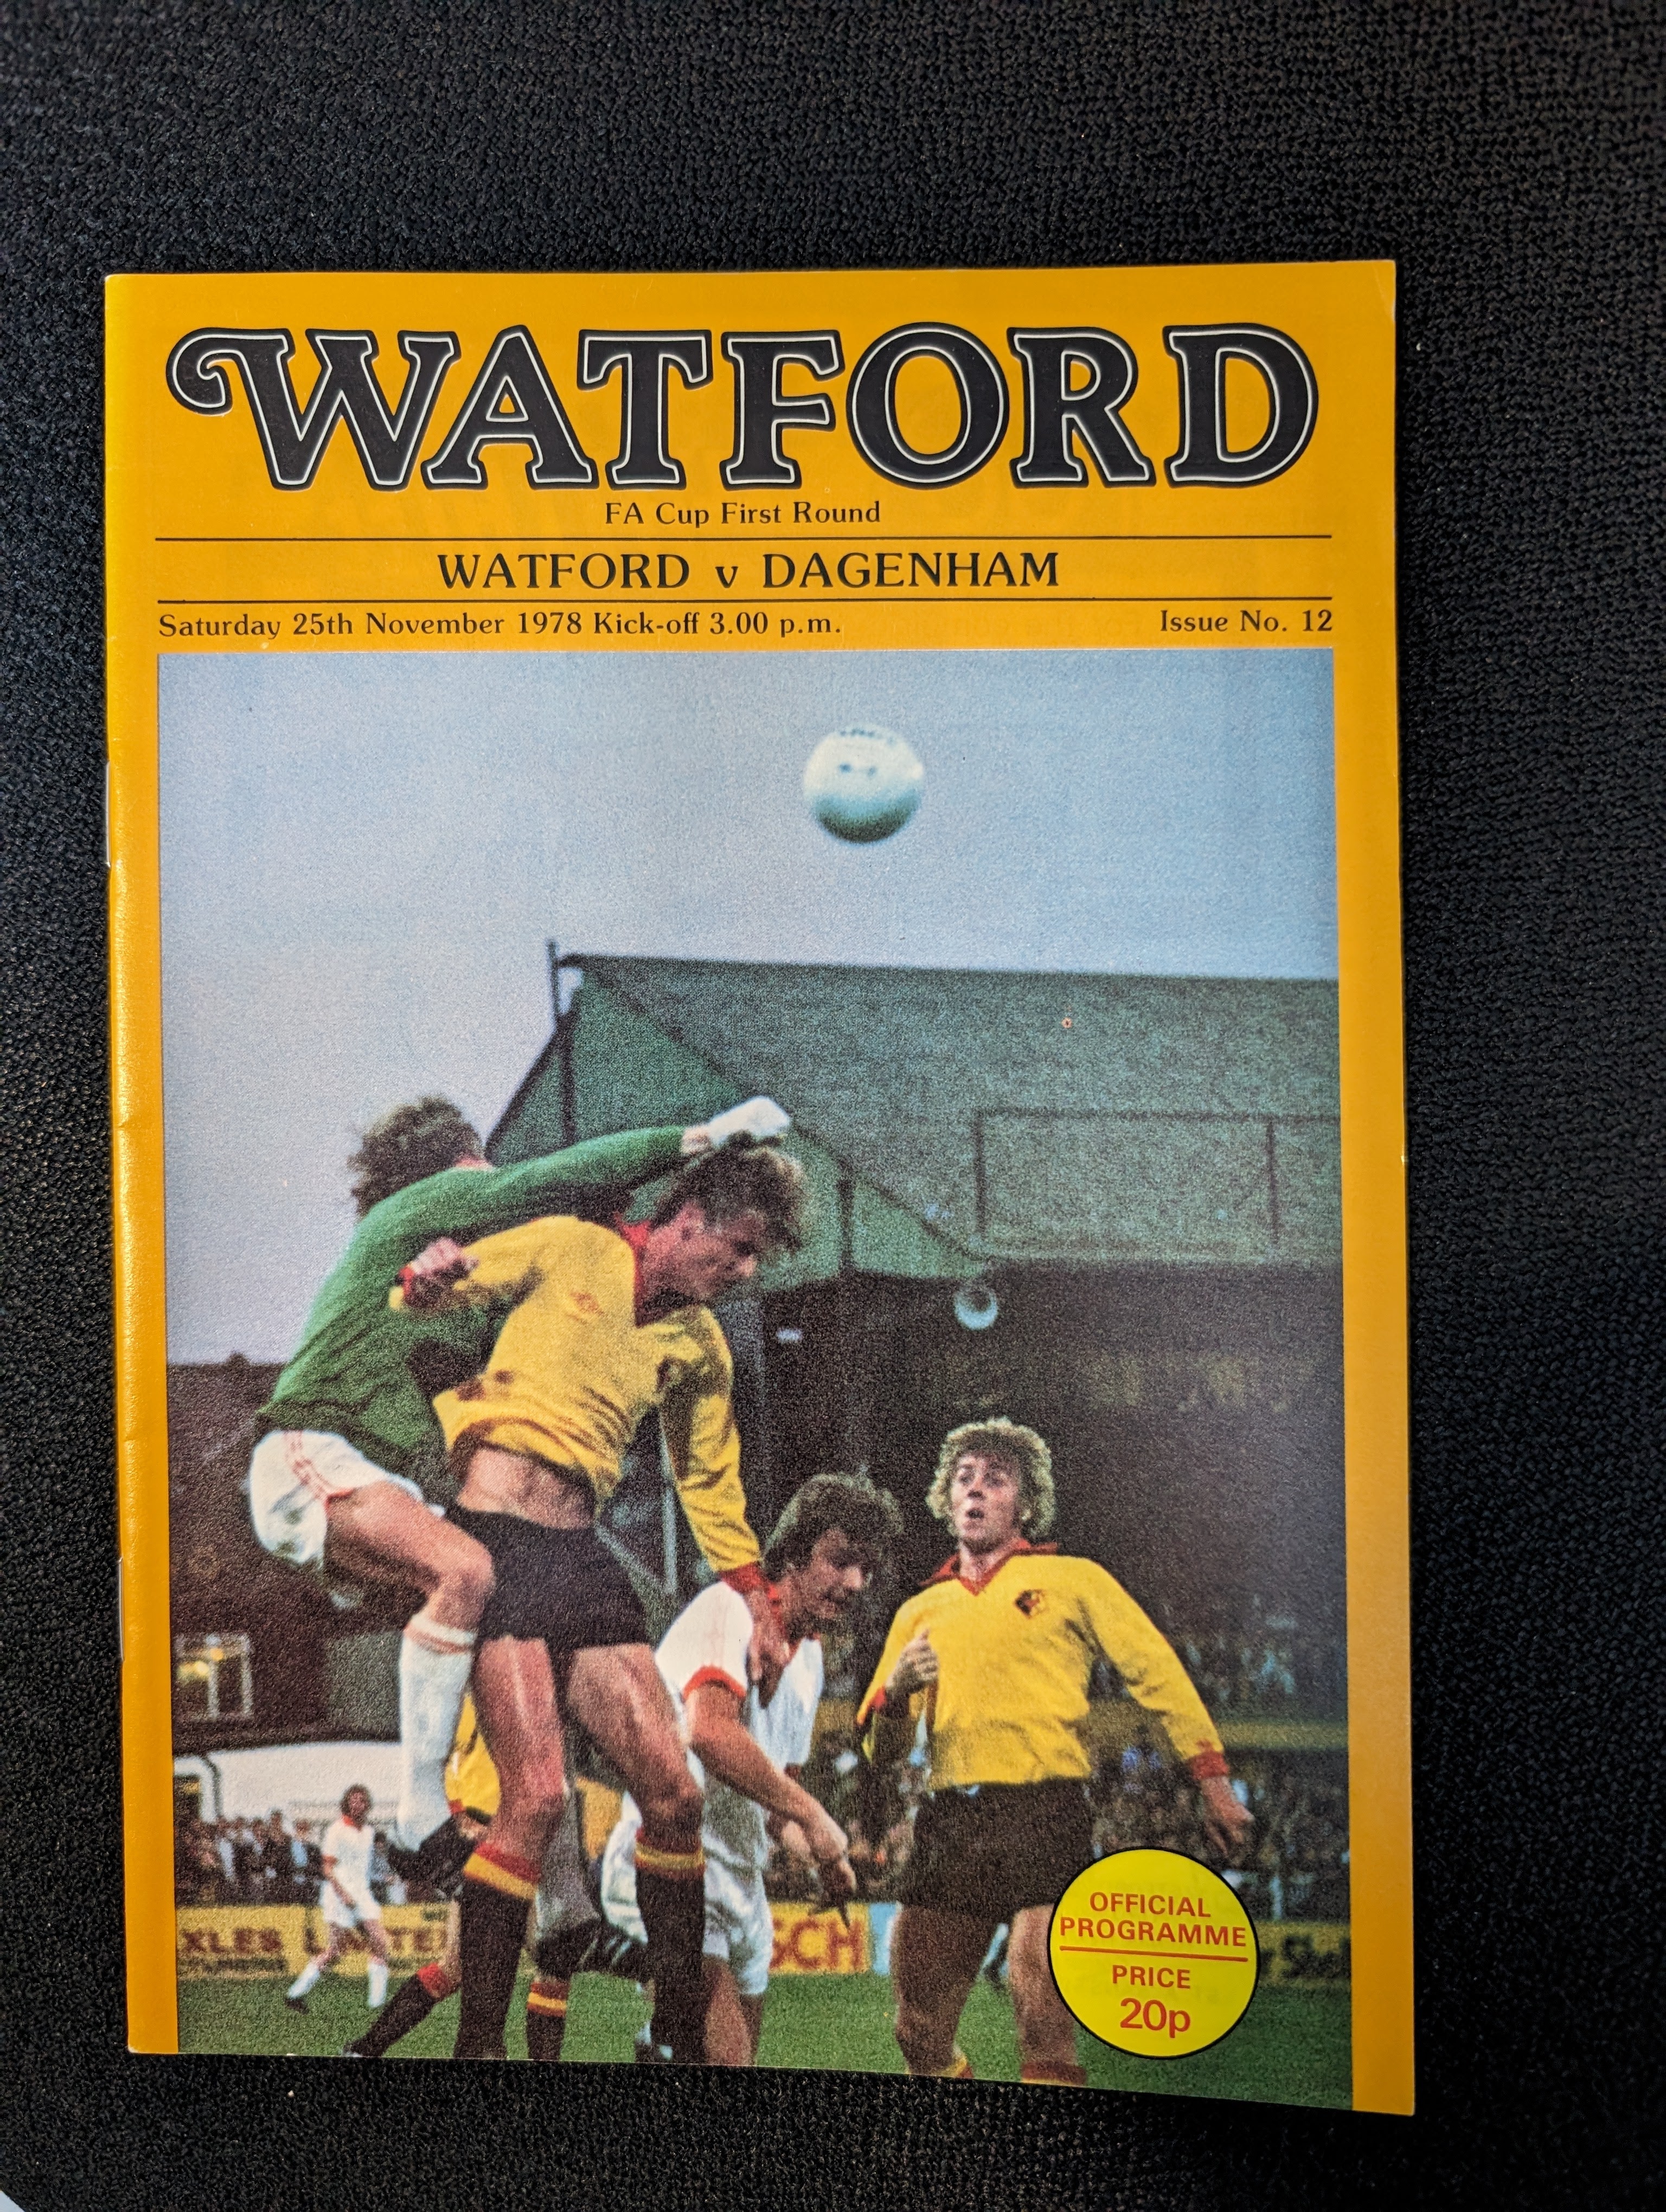 WATFORD
FA Cup First Round
WATFORD v DAGENHAM
Saturday 25th November 1978 Kick-off 3.00 p.m.
Issue No. 12
OFFICIAL
PROGRAMME
PRICE
20p